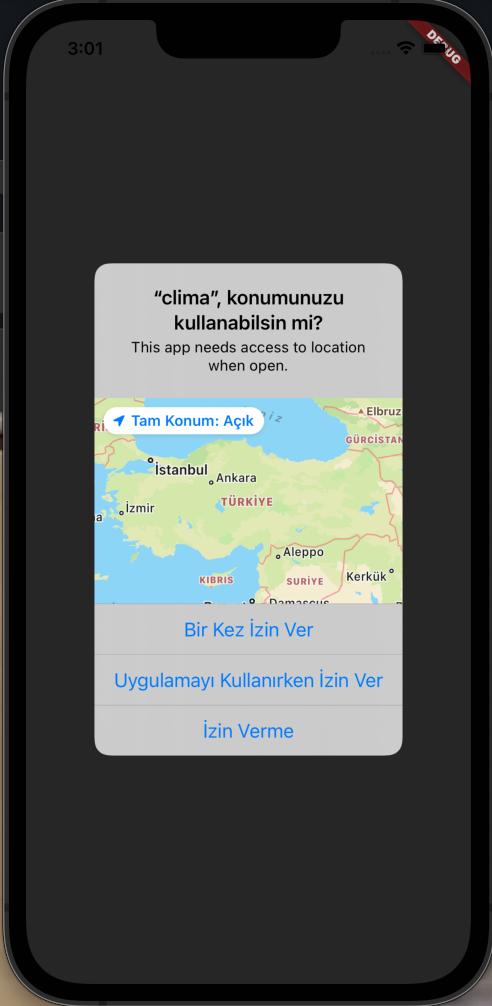 3:01
DEBUG
“clima”, konumunuzu
kullanabilsin mi?
This app needs access to location
when open.
Tam Konum: Açık
Elbruz
GÜRCİSTAN
İstanbul
Ankara
TÜRKİYE
İzmir
Aleppo
KIBRIS
SURİYE
Kerkük
Damascus
Bir Kez İzin Ver
Uygulamayı Kullanırken İzin Ver
İzin Verme